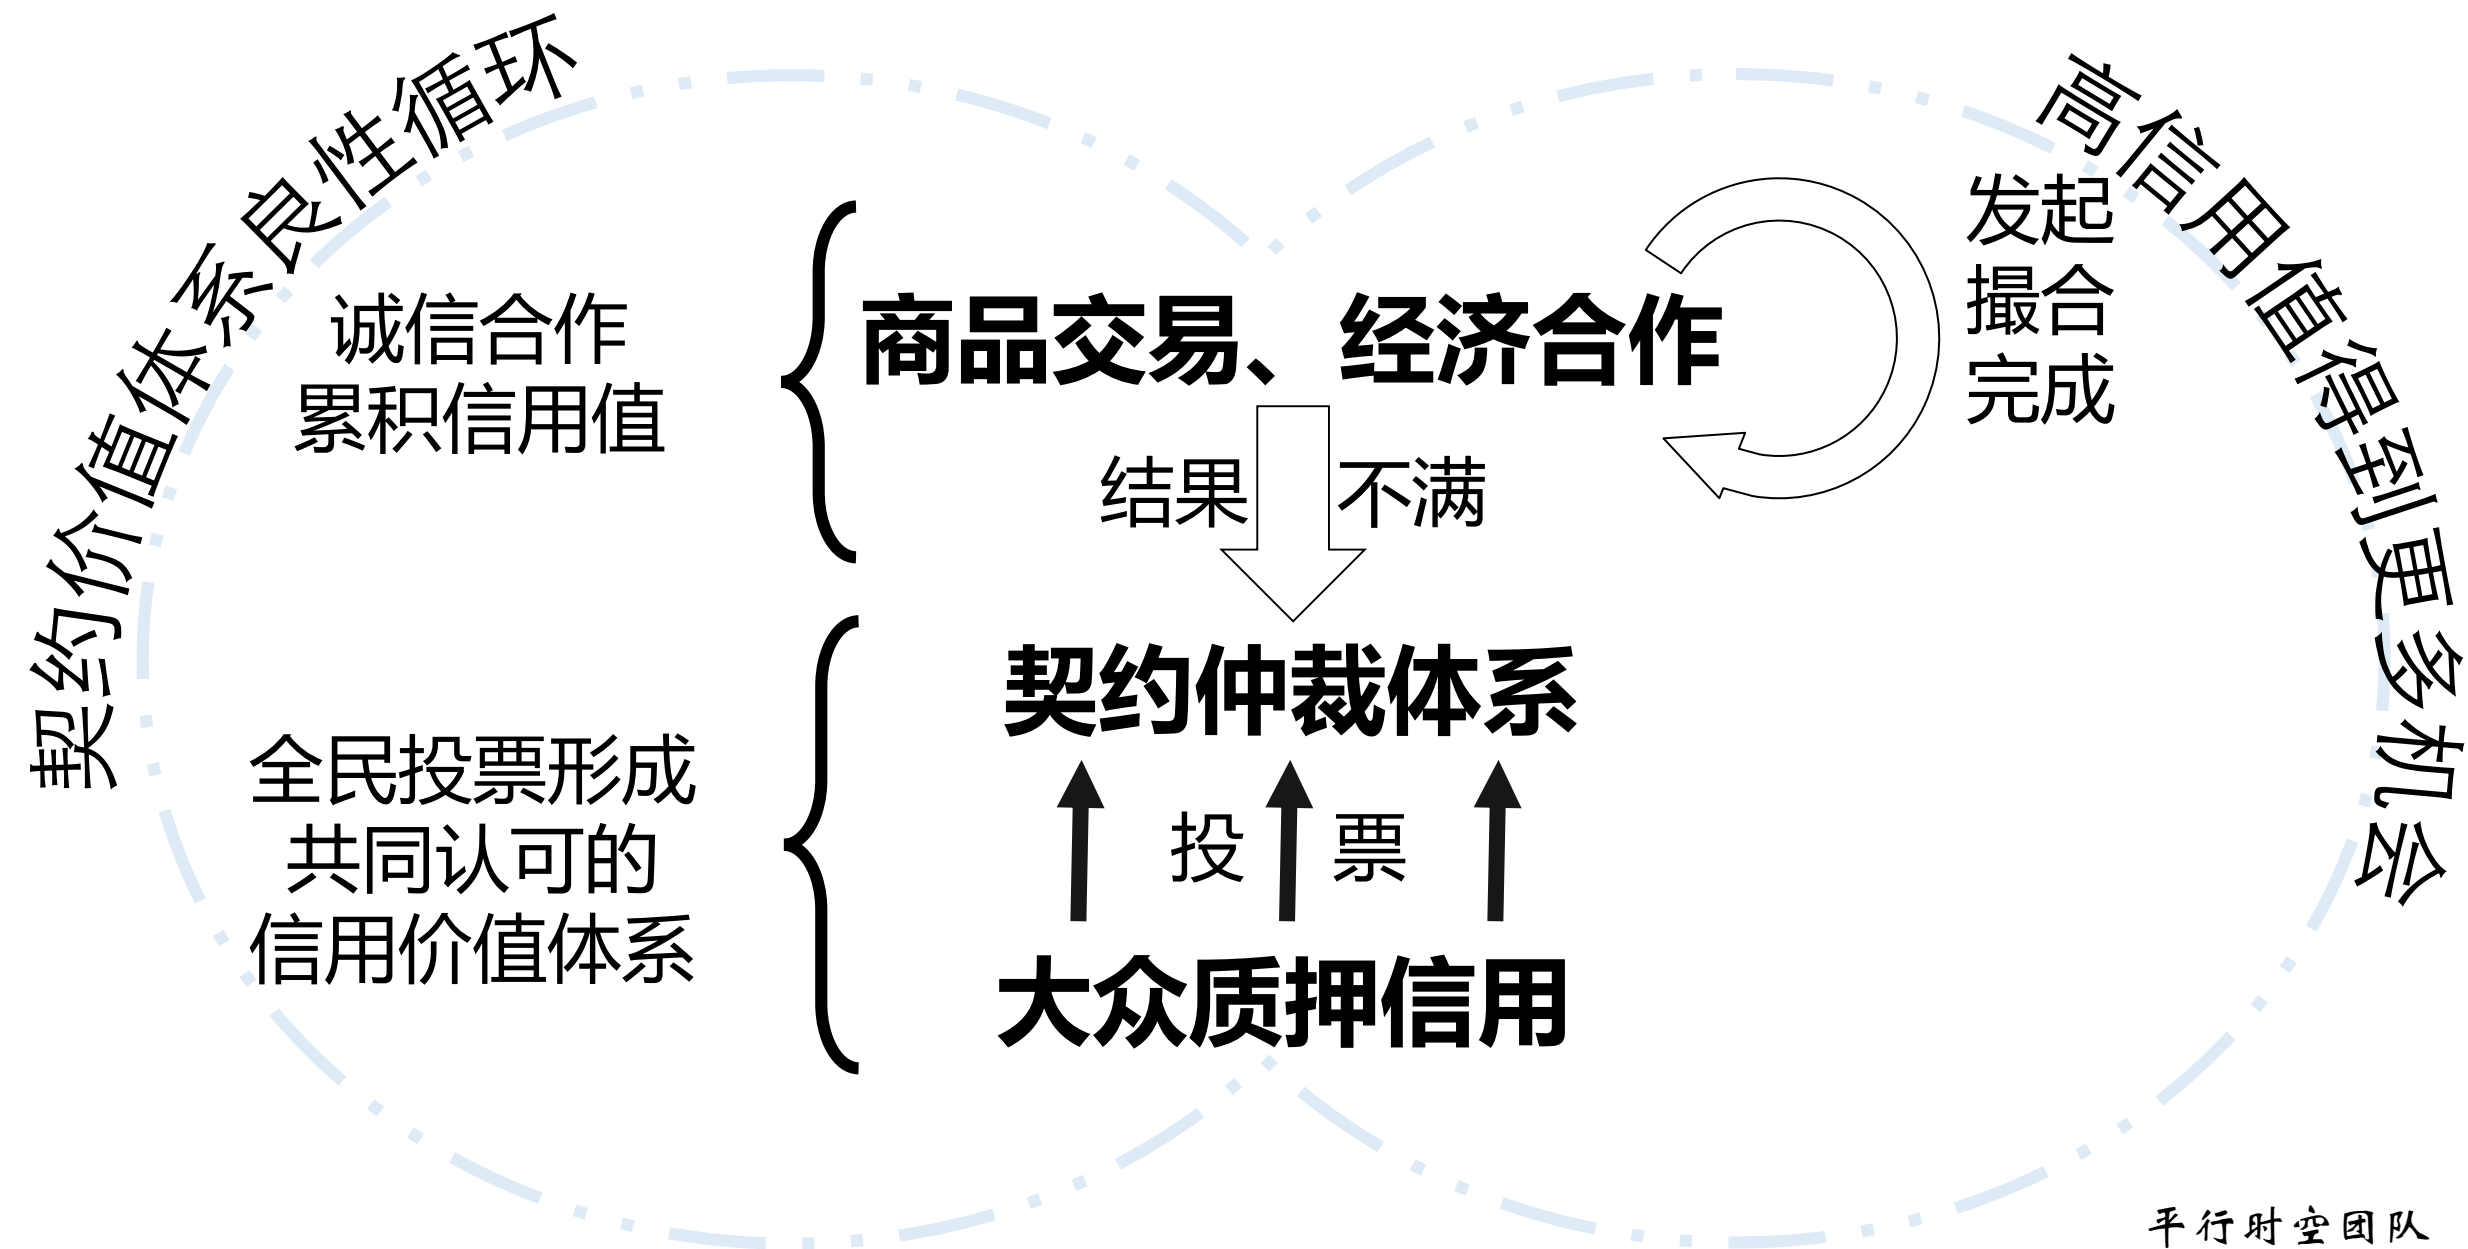 契约价值体系良性循环
高信用值得到更多机会
诚信合作
累积信用值
商品交易、经济合作
发起
撮合
完成
结果 不满
契约仲裁体系
全民投票形成
共同认可的
信用价值体系
投 票
大众质押信用
平行时空团队